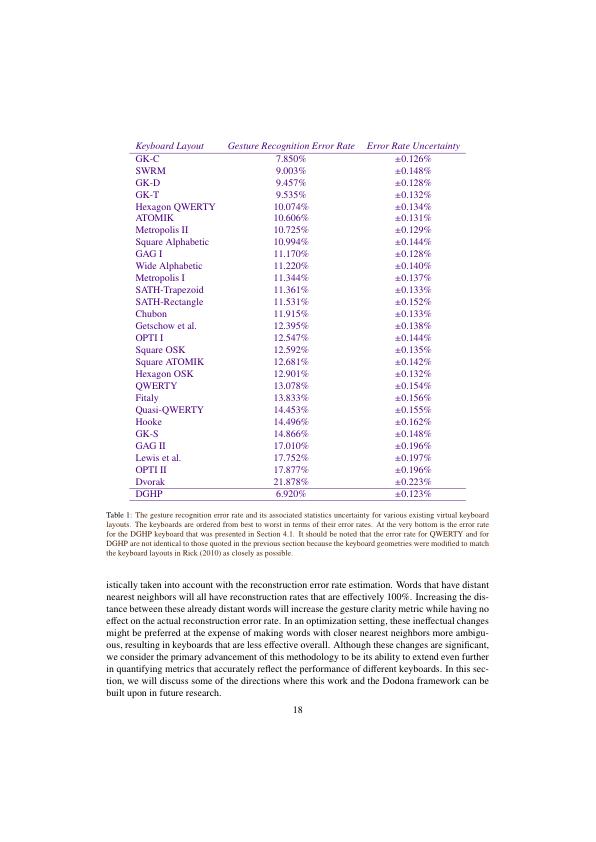 Keyboard Layout Gesture Recognition Error Rate Error Rate Uncertainty
GK-C 7.850% ±0.126%
SWRM 9.003% ±0.148%
GK-D 9.457% ±0.128%
GK-T 9.535% ±0.132%
Hexagon QWERTY 10.074% ±0.134%
ATOMIK 10.606% ±0.131%
Metropolis II 10.725% ±0.129%
Square Alphabetic 10.994% ±0.144%
GAG I 11.170% ±0.128%
Wide Alphabetic 11.220% ±0.140%
Metropolis I 11.344% ±0.137%
SATH-Trapezoid 11.361% ±0.133%
SATH-Rectangle 11.531% ±0.152%
Chubon 11.915% ±0.133%
Getschow et al. 12.395% ±0.138%
OPTI I 12.547% ±0.144%
Square OSK 12.592% ±0.135%
Square ATOMIK 12.681% ±0.142%
Hexagon OSK 12.901% ±0.132%
QWERTY 13.078% ±0.154%
Fitaly 13.833% ±0.156%
Quasi-QWERTY 14.453% ±0.155%
Hooke 14.496% ±0.162%
GK-S 14.866% ±0.148%
GAG II 17.010% ±0.196%
Lewis et al. 17.752% ±0.197%
OPTI II 17.877% ±0.196%
Dvorak 21.878% ±0.223%
DGHP 6.920% ±0.123%
Table 1: The gesture recognition error rate and its associated statistics uncertainty for various existing virtual keyboard
layouts. The keyboards are ordered from best to worst in terms of their error rates. At the very bottom is the error rate
for the DGHP keyboard that was presented in Section 4.1. It should be noted that the error rate for QWERTY and for
DGHP are not identical to those quoted in the previous section because the keyboard geometries were modified to match
the keyboard layouts in Rick (2010) as closely as possible.
istically taken into account with the reconstruction error rate estimation. Words that have distant
nearest neighbors will all have reconstruction rates that are effectively 100%. Increasing the dis-
tance between these already distant words will increase the gesture clarity metric while having no
effect on the actual reconstruction error rate. In an optimization setting, these ineffectual changes
might be preferred at the expense of making words with closer nearest neighbors more ambigu-
ous, resulting in keyboards that are less effective overall. Although these changes are significant,
we consider the primary advancement of this methodology to be its ability to extend even further
in quantifying metrics that accurately reflect the performance of different keyboards. In this sec-
tion, we will discuss some of the directions where this work and the Dodona framework can be
built upon in future research.
18